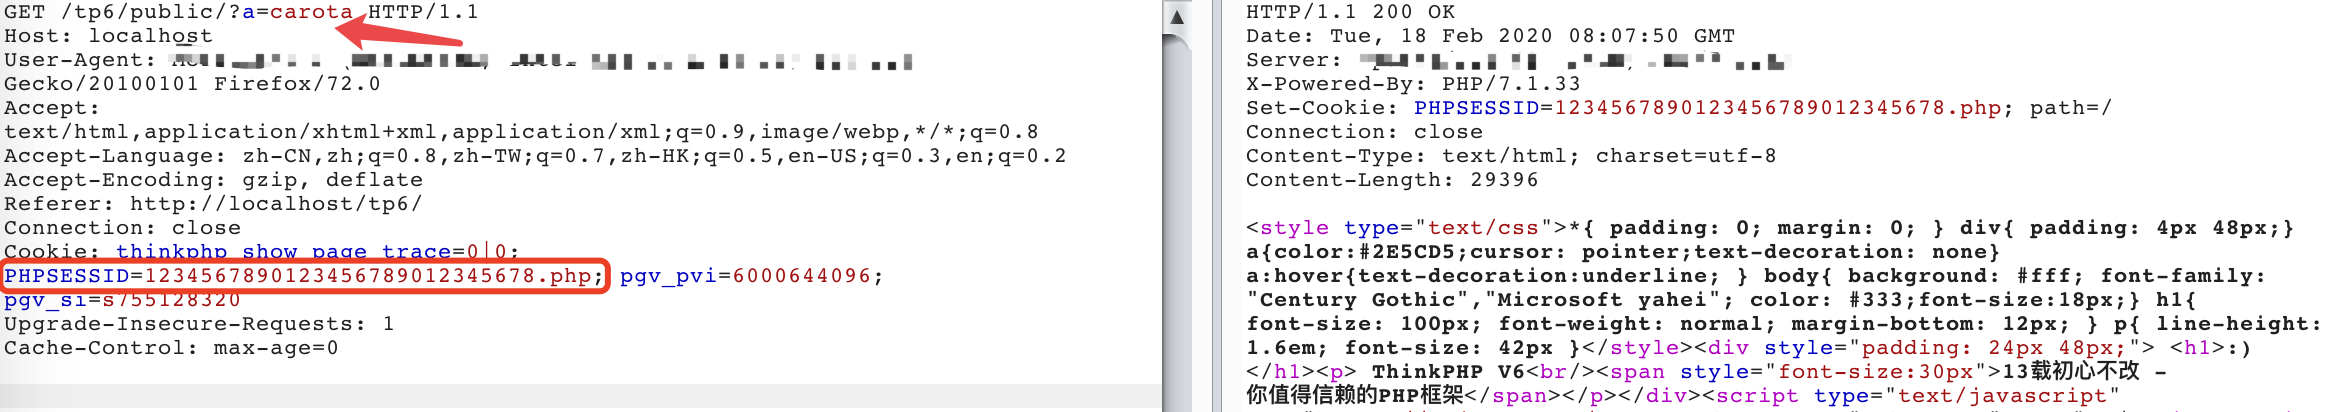 GET /tp6/public/?a=carota HTTP/1.1
Host: localhost
User-Agent:
Gecko/20100101 Firefox/72.0
Accept:
text/html,application/xhtml+xml,application/xml;q=0.9,image/webp,*/*;q=0.8
Accept-Language: zh-CN,zh;q=0.8,zh-TW;q=0.7,zh-HK;q=0.5,en-US;q=0.3,en;q=0.2
Accept-Encoding: gzip, deflate
Referer: http://localhost/tp6/
Connection: close
Cookie: thinkphp_show_page_trace=0|0;
PHPSESSID=1234567890123456789012345678.php; pgv_pvi=6000644096;
pgv_si=s755128320
Upgrade-Insecure-Requests: 1
Cache-Control: max-age=0
HTTP/1.1 200 OK
Date: Tue, 18 Feb 2020 08:07:50 GMT
Server:
X-Powered-By: PHP/7.1.33
Set-Cookie: PHPSESSID=1234567890123456789012345678.php; path=/
Connection: close
Content-Type: text/html; charset=utf-8
Content-Length: 29396
<style type="text/css">*{ padding: 0; margin: 0; } div{ padding: 4px 48px;}
a{color:#2E5CD5;cursor: pointer;text-decoration: none}
a:hover{text-decoration:underline; } body{ background: #fff; font-family:
"Century Gothic","Microsoft yahei"; color: #333;font-size:18px;} h1{
font-size: 100px; font-weight: normal; margin-bottom: 12px; } p{ line-height:
1.6em; font-size: 42px }</style><div style="padding: 24px 48px;"> <h1>:)
</h1><p> ThinkPHP V6<br/><span style="font-size:30px">13载初心不改 -
你值得信赖的PHP框架</span></p></div><script type="text/javascript"